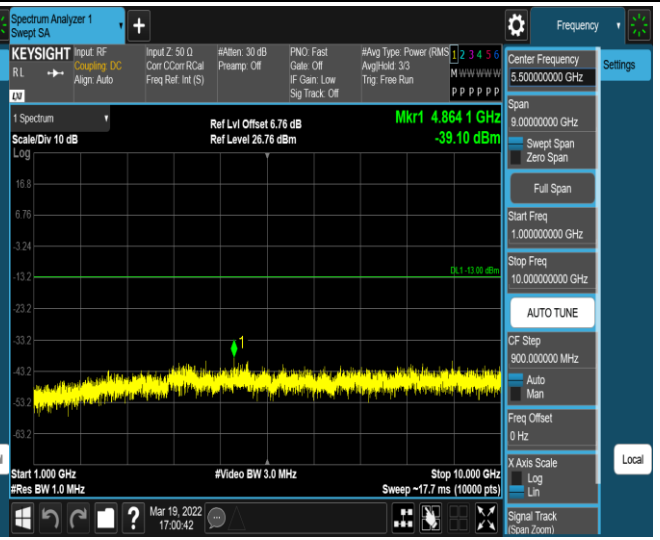 Spectrum Analyzer 1
Swept SA
+
Frequency
KEYSIGHT
RL
LXI
Input: RF
Coupling: DC
Align: Auto
Input Z: 50 Ω
Corr CCorr RCal
Freq Ref: Int (S)
#Atten: 30 dB
Preamp: Off
PNO: Fast
Gate: Off
IF Gain: Low
Sig Track: Off
#Avg Type: Power (RMS
Avg|Hold: 3/3
Trig: Free Run
1 2 3 4 5 6
M W W W W W
P P P P P P
1 Spectrum
Scale/Div 10 dB
Log
Ref Lvl Offset 6.76 dB
Ref Level 26.76 dBm
Mkr1 4.864 1 GHz
-39.10 dBm
16.8
6.76
-3.24
-13.2
-23.2
-33.2
-43.2
-53.2
-63.2
DL1 -13.00 dBm
1
Start 1.000 GHz
#Res BW 1.0 MHz
#Video BW 3.0 MHz
Stop 10.000 GHz
Sweep ~17.7 ms (10000 pts)
?
Mar 19, 2022
17:00:42
Center Frequency
5.500000000 GHz
Span
9.00000000 GHz
Swept Span
Zero Span
Full Span
Start Freq
1.000000000 GHz
Stop Freq
10.000000000 GHz
AUTO TUNE
CF Step
900.000000 MHz
Auto
Man
Freq Offset
0 Hz
X Axis Scale
Log
Lin
Signal Track
(Span Zoom)
Settings
Local